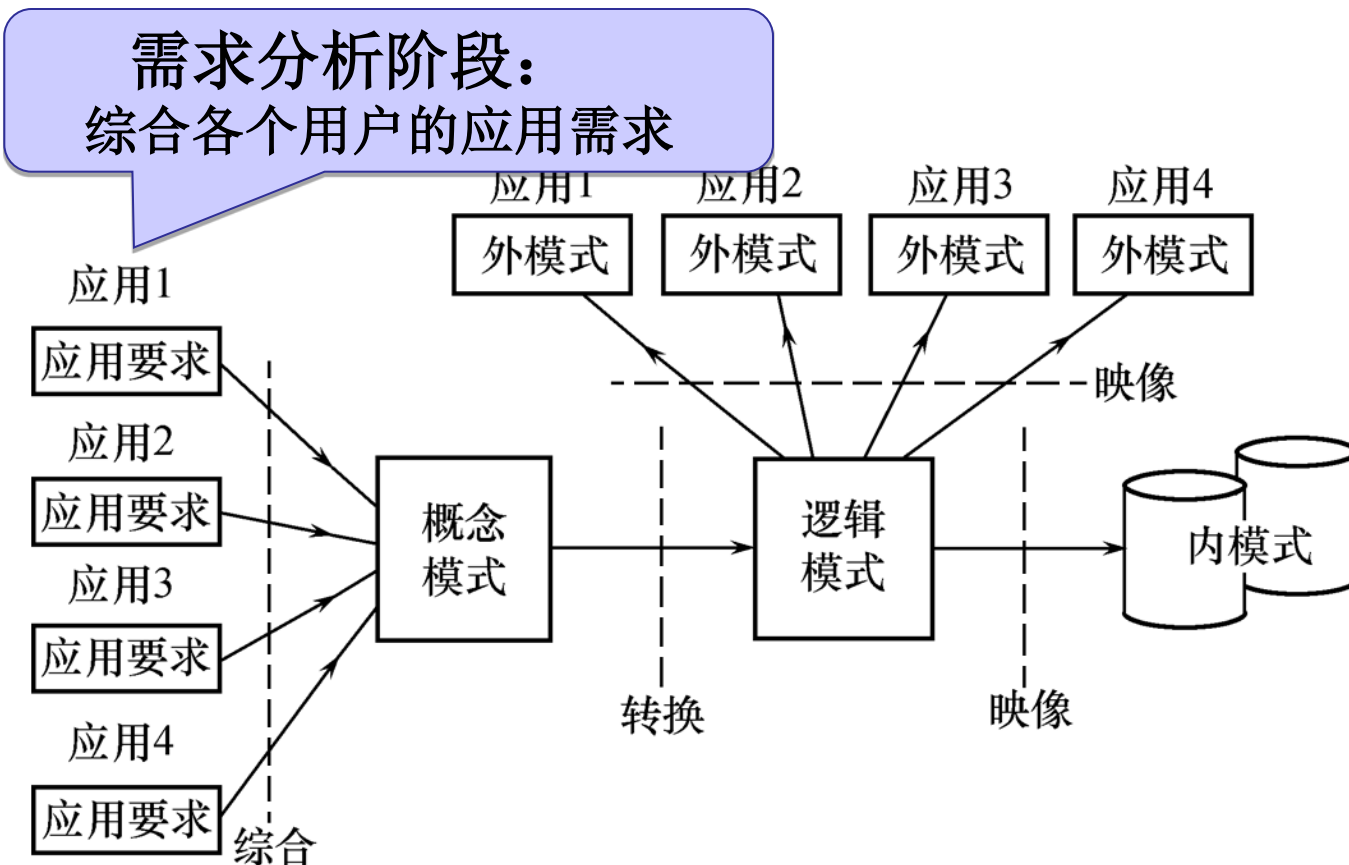 需求分析阶段：
综合各个用户的应用需求
应用1
应用2
应用3
应用4
外模式
外模式
外模式
外模式
映像
应用1
应用要求
应用2
应用要求
应用3
应用要求
应用4
应用要求
综合
概念
模式
转换
逻辑
模式
映像
内模式